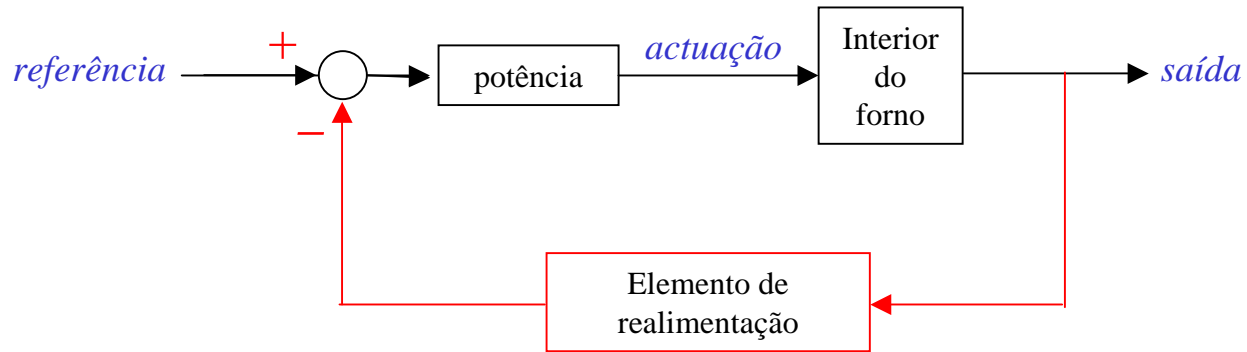 referência
+
−
potência
actuação
Interior
do
forno
saída
Elemento de
realimentação